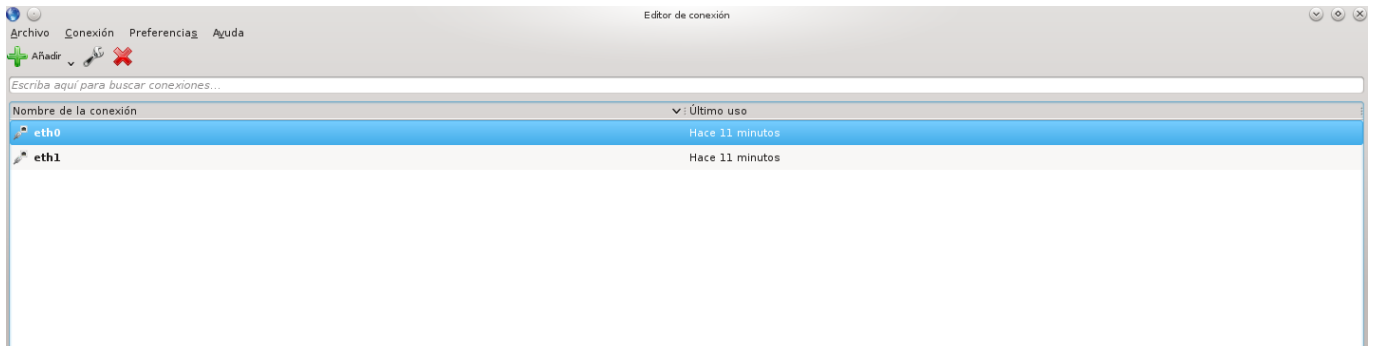 Editor de conexión
Archivo Conexión Preferencias Ayuda
Añadir
Escriba aquí para buscar conexiones...
Nombre de la conexión Último uso
eth0 Hace 11 minutos
eth1 Hace 11 minutos